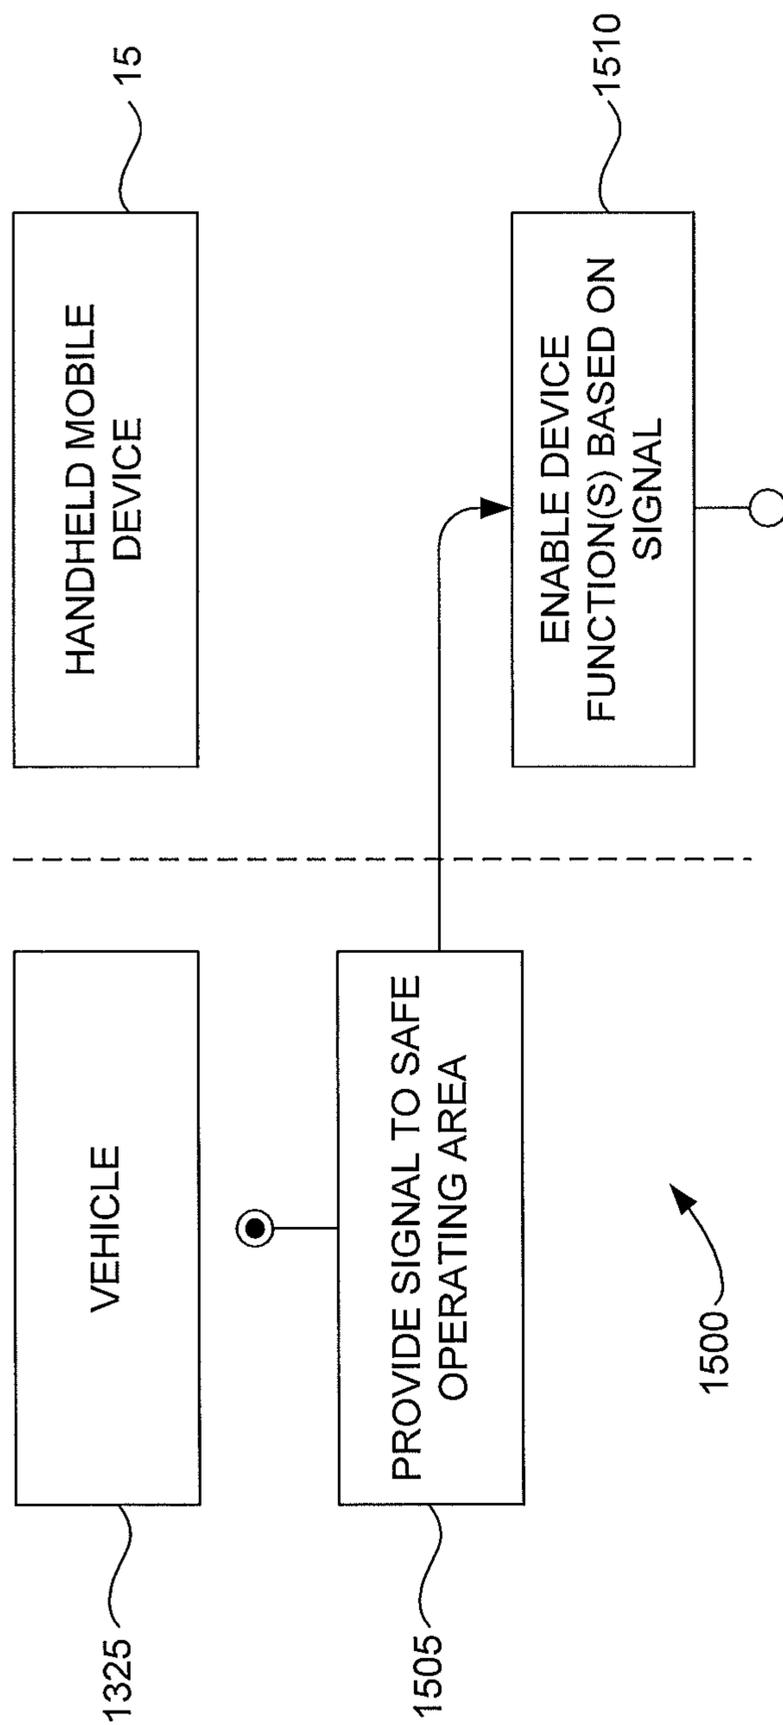 1325
VEHICLE
HANDHELD MOBILE
DEVICE
15
1505
PROVIDE SIGNAL TO SAFE
OPERATING AREA
ENABLE DEVICE
FUNCTION(S) BASED ON
SIGNAL
1510
1500